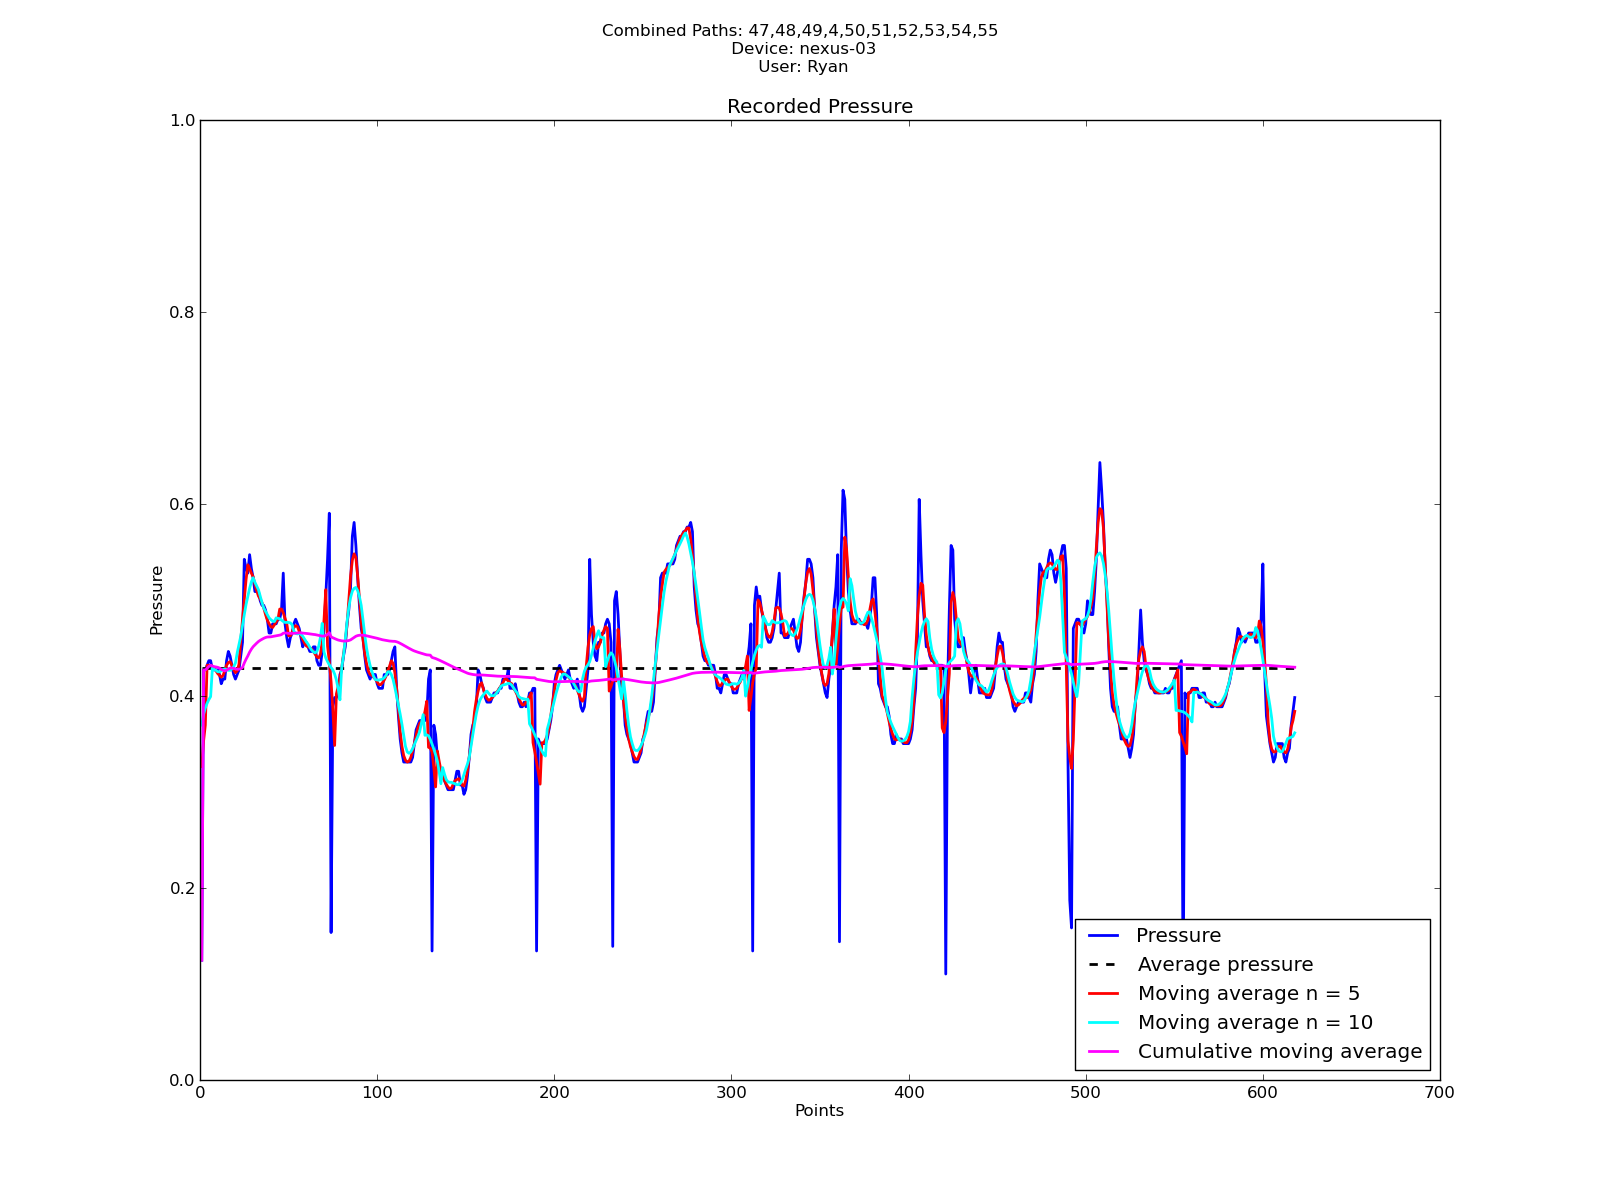 Combined Paths: 47,48,49,4,50,51,52,53,54,55
Device: nexus-03
User: Ryan
Recorded Pressure
1.0
0.8
0.6
0.4
0.2
0.0
Pressure
0 100 200 300 400 500 600 700
Points
Pressure
Average pressure
Moving average n = 5
Moving average n = 10
Cumulative moving average